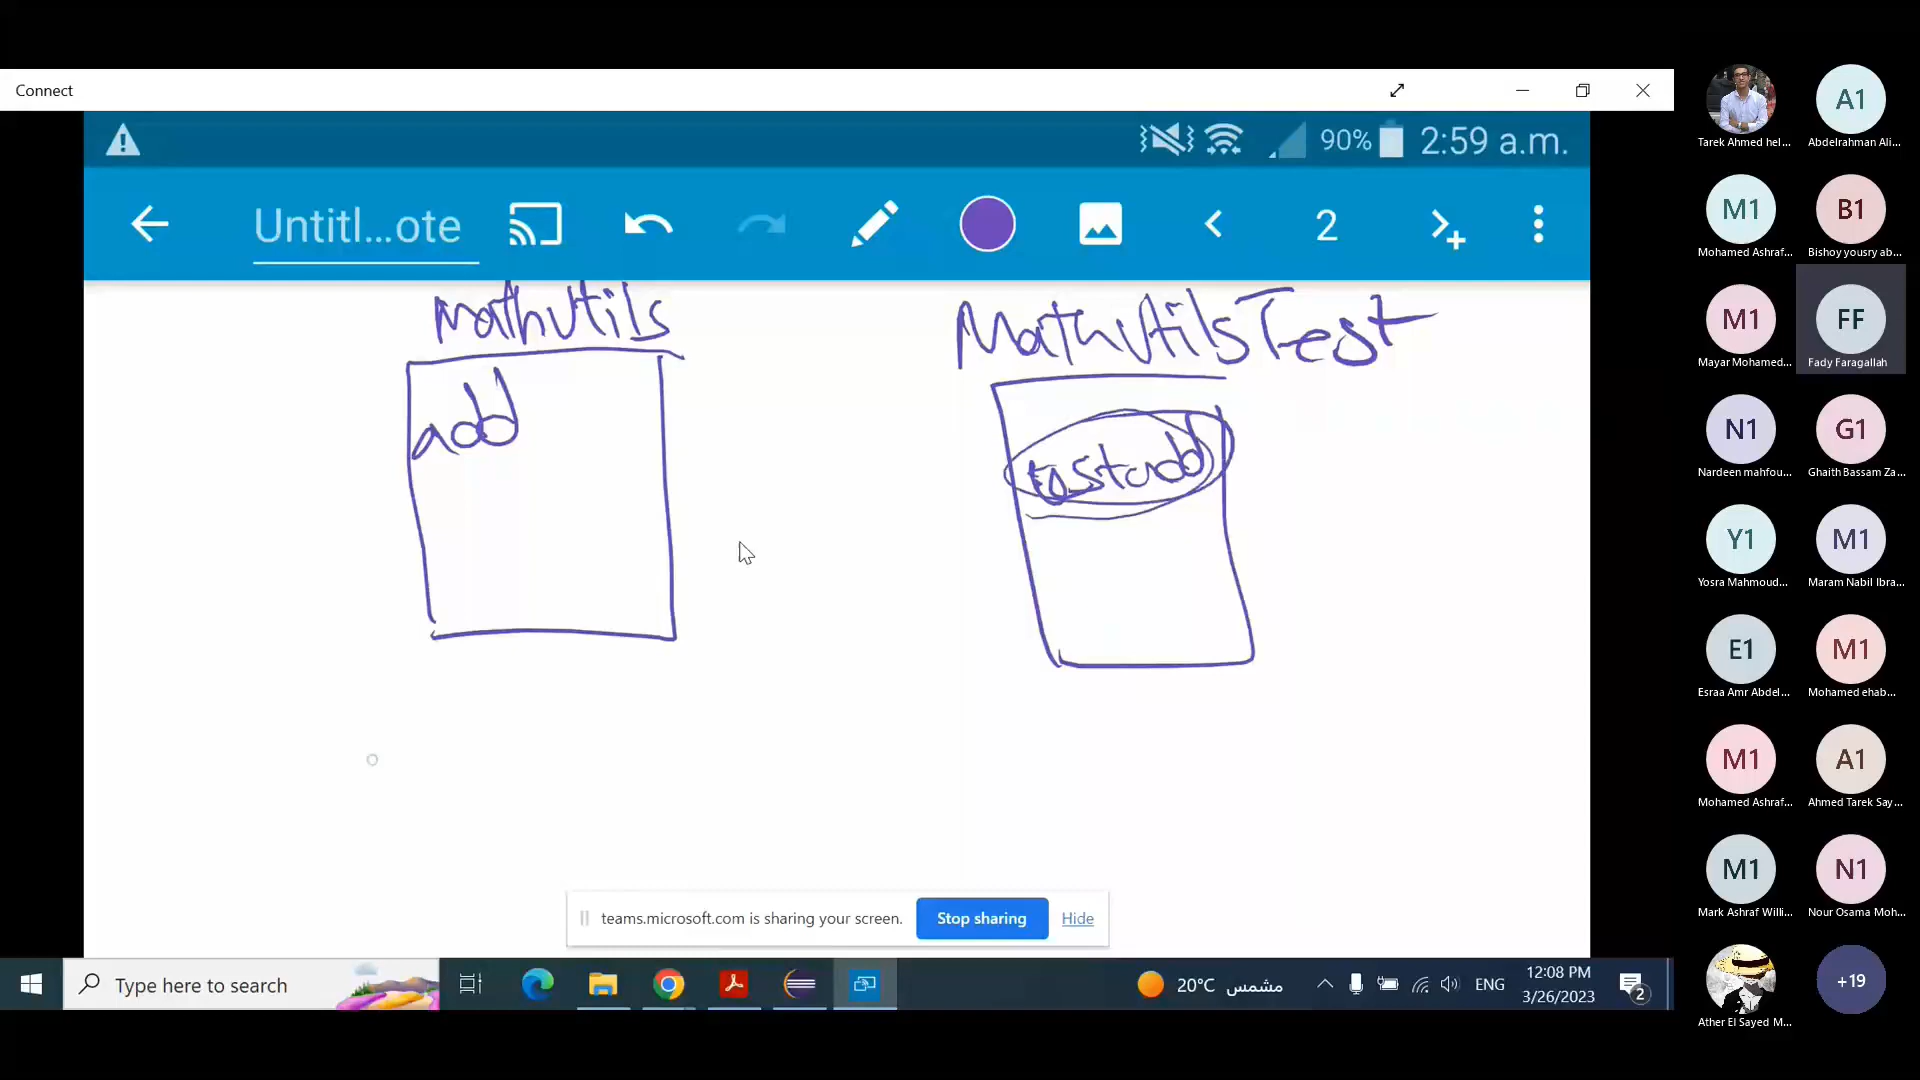 Connect
90% 2:59 a.m.
Untitl...ote
2
MathUtils
MathUtilsTest
add
testadd
teams.microsoft.com is sharing your screen.
Stop sharing
Hide
Type here to search
20°C مشمس
ENG
12:08 PM
3/26/2023
2
A1
Tarek Ahmed hel...
Abdelrahman Ali...
M1
B1
Mohamed Ashraf...
Bishoy yousry ab...
M1
FF
Mayar Mohamed...
Fady Faragallah
N1
G1
Nardeen mahfou...
Ghaith Bassam Za...
Y1
M1
Yosra Mahmoud...
Maram Nabil Ibra...
E1
M1
Esraa Amr Abdel...
Mohamed ehab...
M1
A1
Mohamed Ashraf...
Ahmed Tarek Say...
M1
N1
Mark Ashraf Willi...
Nour Osama Moh...
+19
Ather El Sayed M...